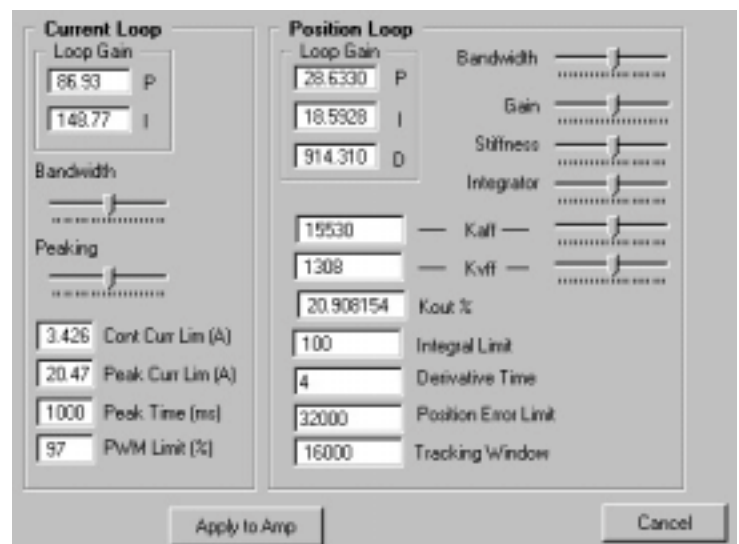 Current Loop
Loop Gain
86.93 P
148.77 I
Bandwidth
Peaking
3.426 Cont Curr Lim (A)
20.47 Peak Curr Lim (A)
1000 Peak Time (ms)
97 PWM Limit (%)
Position Loop
Loop Gain
28.6330 P
18.5928 I
914.310 D
Bandwidth
Gain
Stiffness
Integrator
15530 — Kaff —
1308 — Kvff —
20.908154 Kout %
100 Integral Limit
4 Derivative Time
32000 Position Error Limit
16000 Tracking Window
Apply to Amp
Cancel